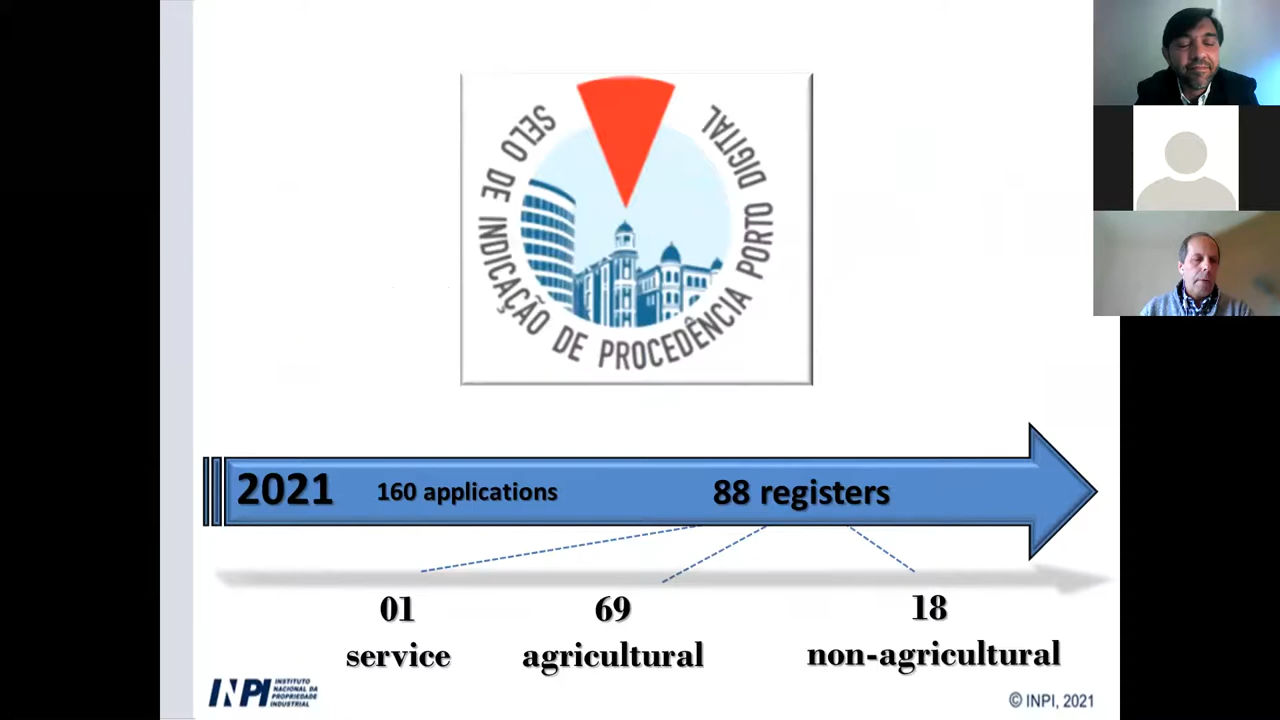 SELO DE INDICAÇÃO DE PROCEDÊNCIA PORTO DIGITAL
2021 160 applications 88 registers
01 69 18
service agricultural non-agricultural
INPI INSTITUTO
NACIONAL
DA PROPRIEDADE
INDUSTRIAL
© INPI, 2021